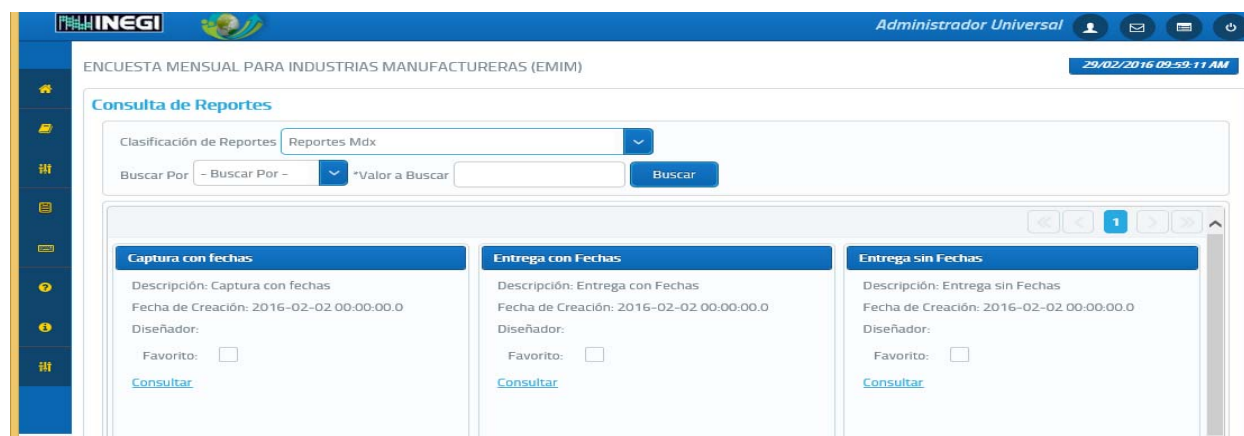 INEGI
Administrador Universal
ENCUESTA MENSUAL PARA INDUSTRIAS MANUFACTURERAS (EMIM)
29/02/2016 09:59:11 AM
Consulta de Reportes
Clasificación de Reportes Reportes Mdx
Buscar Por - Buscar Por - *Valor a Buscar Buscar
1
Captura con fechas
Descripción: Captura con fechas
Fecha de Creación: 2016-02-02 00:00:00.0
Diseñador:
Favorito:
Consultar
Entrega con Fechas
Descripción: Entrega con Fechas
Fecha de Creación: 2016-02-02 00:00:00.0
Diseñador:
Favorito:
Consultar
Entrega sin Fechas
Descripción: Entrega sin Fechas
Fecha de Creación: 2016-02-02 00:00:00.0
Diseñador:
Favorito:
Consultar